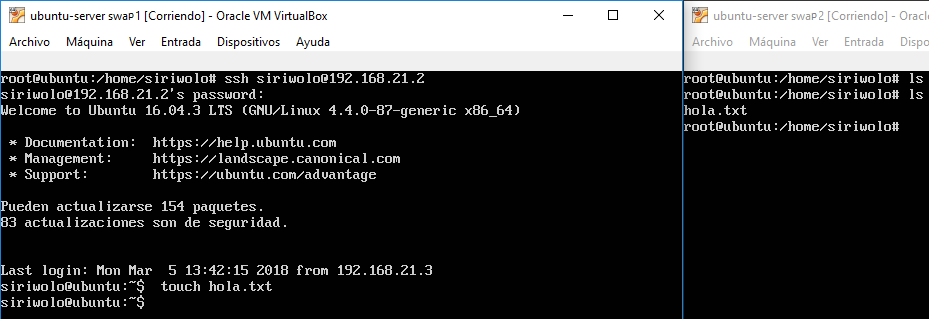 ubuntu-server swap1 [Corriendo] - Oracle VM VirtualBox
Archivo Máquina Ver Entrada Dispositivos Ayuda
root@ubuntu:/home/siriwolo# ssh siriwolo@192.168.21.2
siriwolo@192.168.21.2's password:
Welcome to Ubuntu 16.04.3 LTS (GNU/Linux 4.4.0-87-generic x86_64)
* Documentation: https://help.ubuntu.com
* Management: https://landscape.canonical.com
* Support: https://ubuntu.com/advantage
Pueden actualizarse 154 paquetes.
83 actualizaciones son de seguridad.
Last login: Mon Mar 5 13:42:15 2018 from 192.168.21.3
siriwolo@ubuntu:~$ touch hola.txt
siriwolo@ubuntu:~$
ubuntu-server swap2 [Corriendo] - Oracle
Archivo Máquina Ver Entrada Dispo
root@ubuntu:/home/siriwolo# ls
root@ubuntu:/home/siriwolo# ls
hola.txt
root@ubuntu:/home/siriwolo#